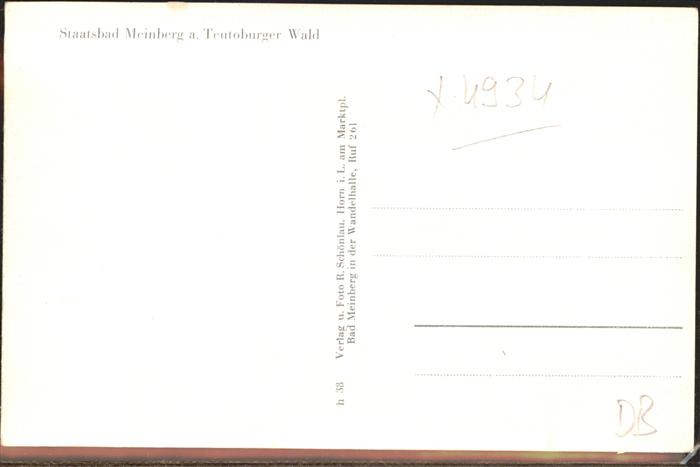 Staatsbad Meinberg a. Teutoburger Wald
x.4934
h 38 Verlag u. Foto R. Schönlau, Horn i. L. am Marktpl.
Bad Meinberg in der Wandelhalle, Ruf 261
DB